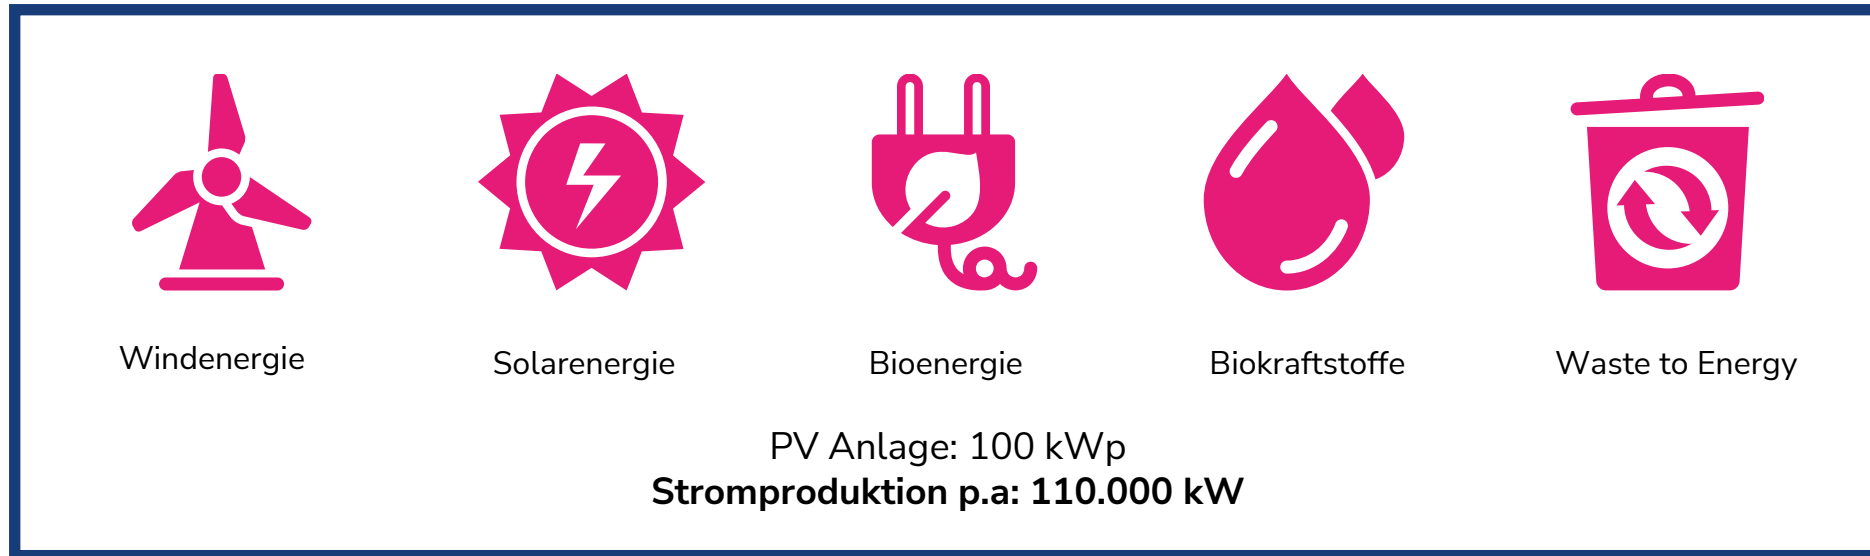 Windenergie
Solarenergie
Bioenergie
Biokraftstoffe
Waste to Energy
PV Anlage: 100 kWp
Stromproduktion p.a: 110.000 kW